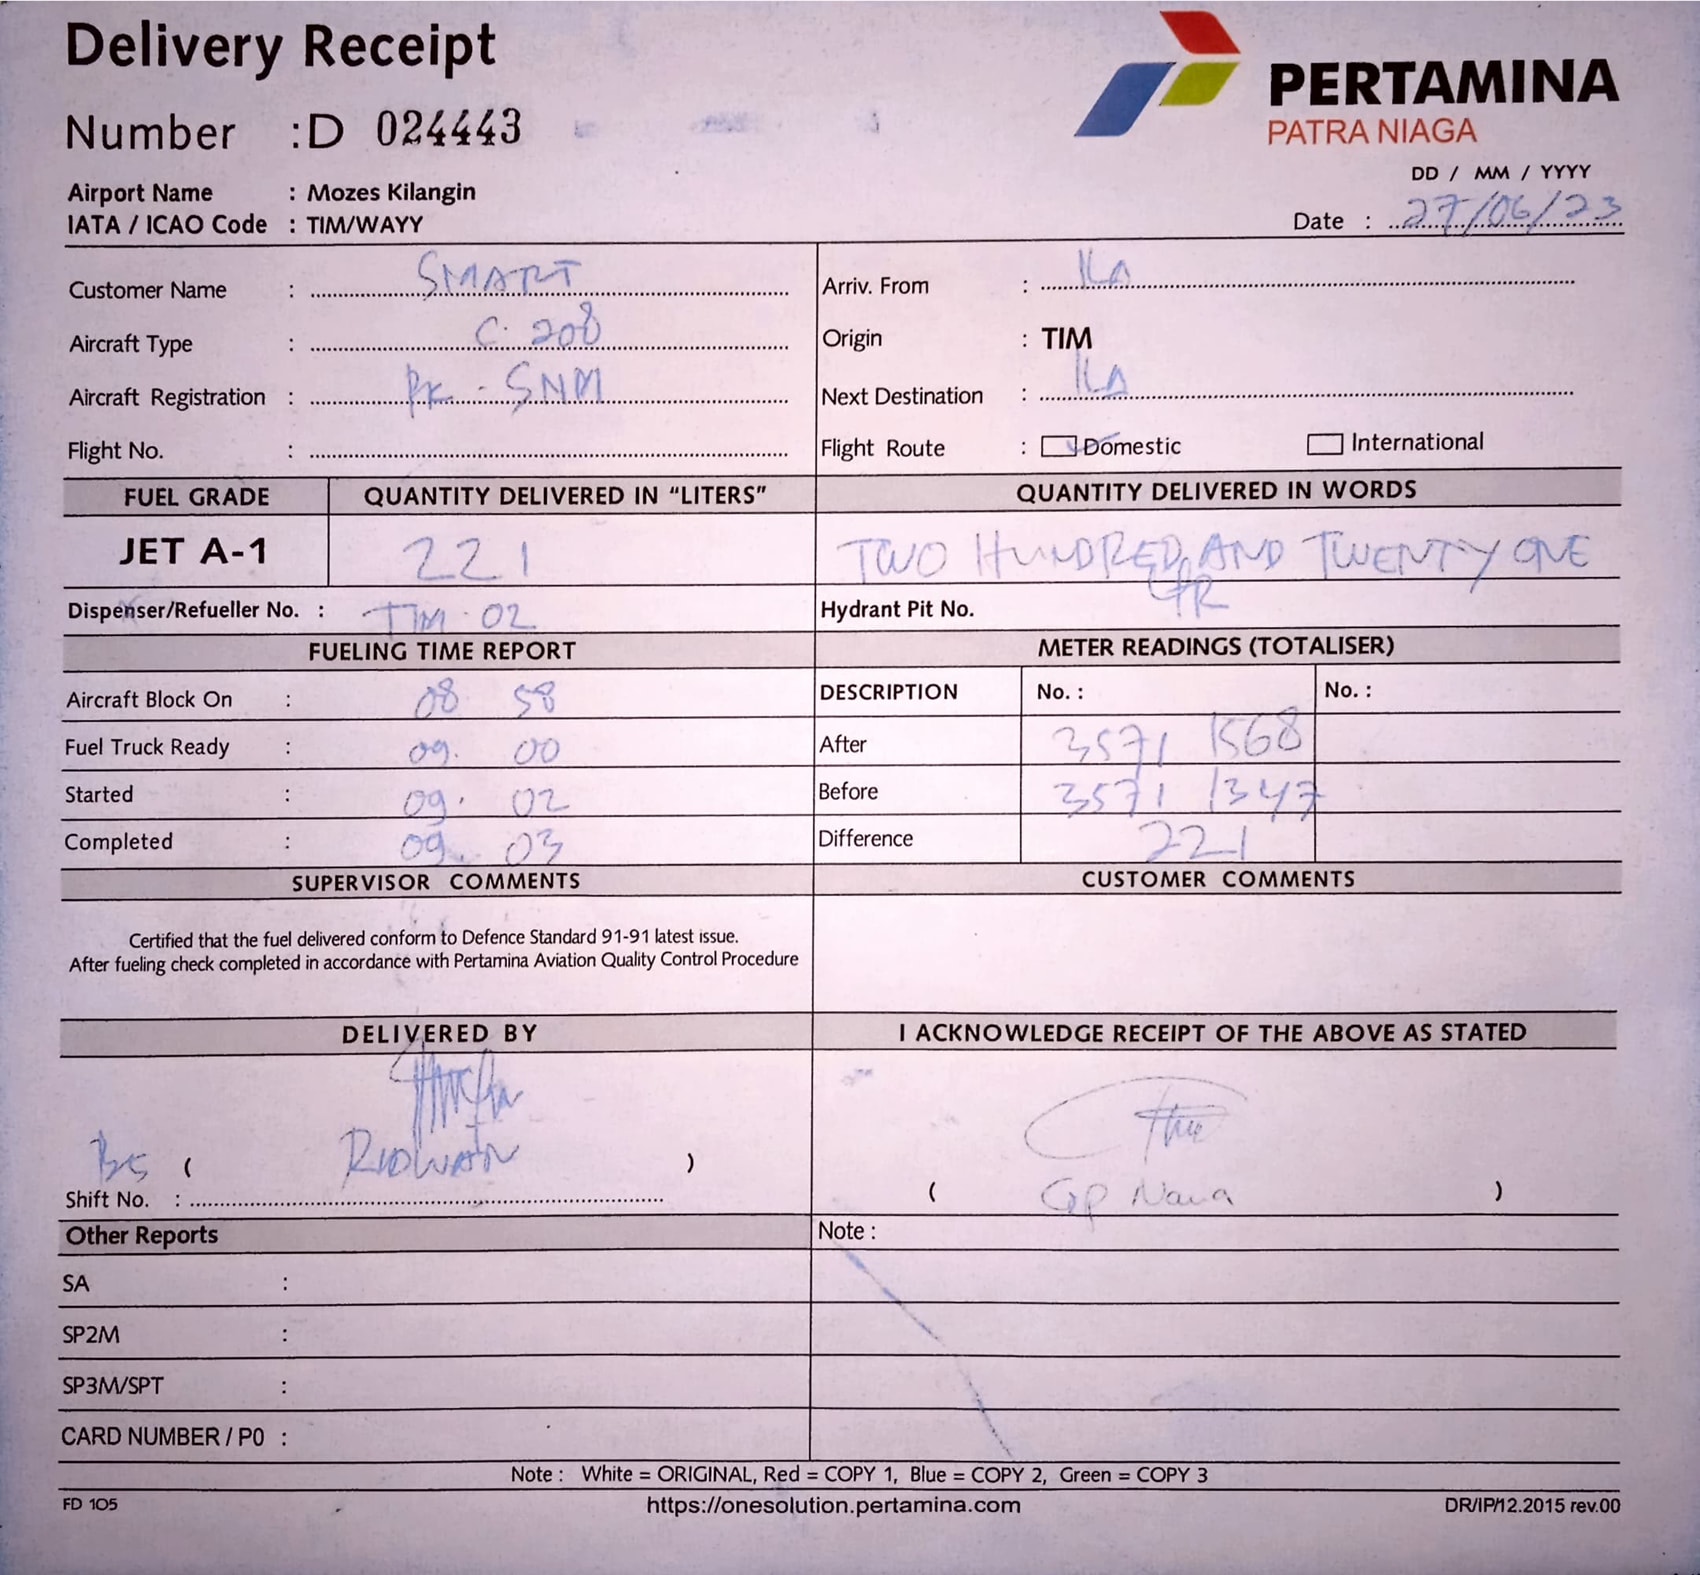 Delivery Receipt
PERTAMINA
PATRA NIAGA
Number : D 024443
DD / MM / YYYY
Airport Name : Mozes Kilangin
IATA / ICAO Code : TIM/WAYY
Date : 27/06/23
Customer Name : SMART
Arriv. From : ILA
Aircraft Type : C. 208
Origin : TIM
Aircraft Registration : PK - SNM
Next Destination : ILA
Flight No. :
Flight Route : Domestic International
FUEL GRADE QUANTITY DELIVERED IN “LITERS” QUANTITY DELIVERED IN WORDS
JET A-1 221 TWO HUNDRED AND TWENTY ONE
LTR
Dispenser/Refueller No. : TIM - 02 Hydrant Pit No.
FUELING TIME REPORT METER READINGS (TOTALISER)
Aircraft Block On : 08 58 DESCRIPTION No. : No. :
Fuel Truck Ready : 09. 00 After 3571 1568
Started : 09. 02 Before 3571 1347
Completed : 09. 03 Difference 221
SUPERVISOR COMMENTS CUSTOMER COMMENTS
Certified that the fuel delivered conform to Defence Standard 91-91 latest issue.
After fueling check completed in accordance with Pertamina Aviation Quality Control Procedure
DELIVERED BY I ACKNOWLEDGE RECEIPT OF THE ABOVE AS STATED
( RIDWAN )
Shift No. :
( )
Other Reports Note :
SA :
SP2M :
SP3M/SPT :
CARD NUMBER / P0 :
Note : White = ORIGINAL, Red = COPY 1, Blue = COPY 2, Green = COPY 3
FD 105 https://onesolution.pertamina.com DR/IP/12.2015 rev.00